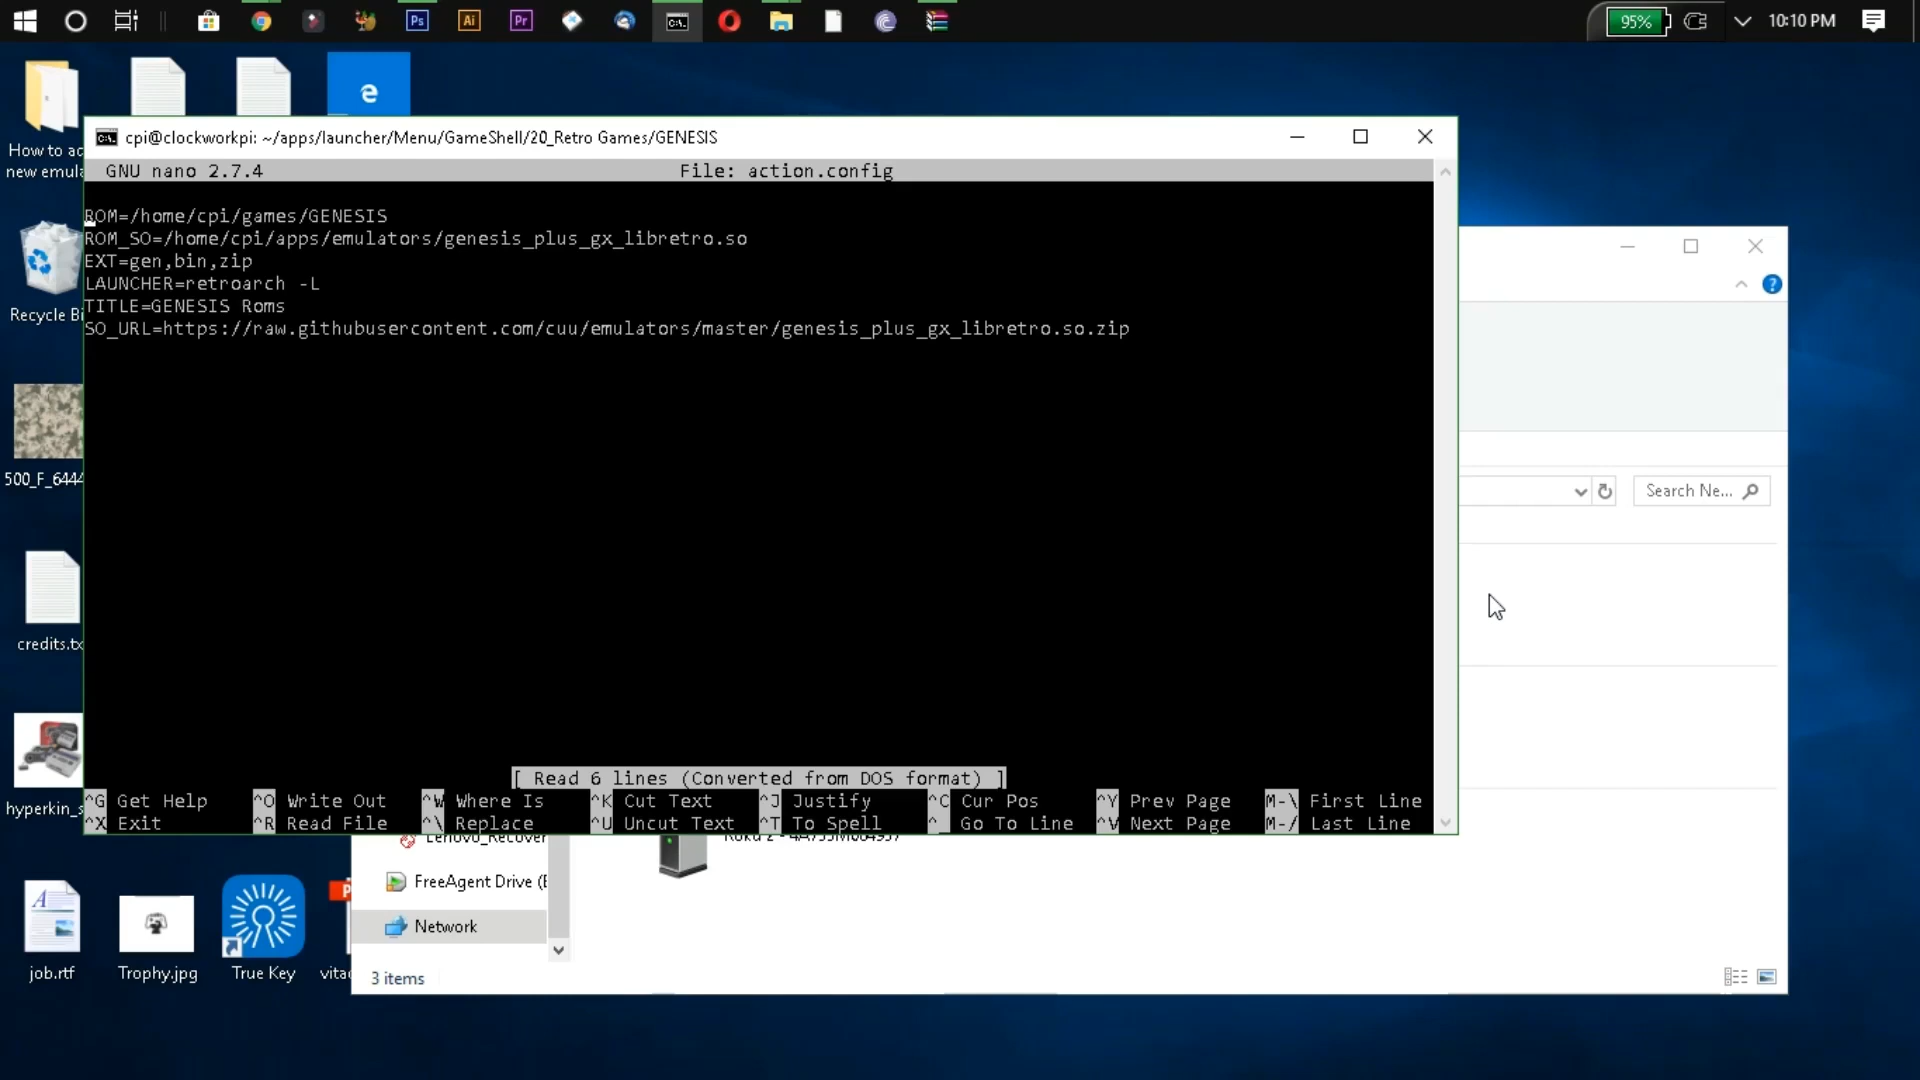 Ps
Ai
Pr
95%
10:10 PM
How to
new
Recycle
500_F_644
credits.tx
hyperkin_s
job.rtf
Trophy.jpg
True Key
cpi@clockworkpi: ~/apps/launcher/Menu/GameShell/20_Retro Games/GENESIS
GNU nano 2.7.4 File: action.config
ROM=/home/cpi/games/GENESIS
ROM_SO=/home/cpi/apps/emulators/genesis_plus_gx_libretro.so
EXT=gen,bin,zip
LAUNCHER=retroarch -L
TITLE=GENESIS Roms
SO_URL=https://raw.githubusercontent.com/cuu/emulators/master/genesis_plus_gx_libretro.so.zip
[ Read 6 lines (Converted from DOS format) ]
^G Get Help ^O Write Out ^W Where Is ^K Cut Text ^J Justify ^C Cur Pos ^Y Prev Page M-\ First Line
^X Exit ^R Read File ^\ Replace ^U Uncut Text ^T To Spell ^_ Go To Line ^V Next Page M-/ Last Line
Search Ne...
Lenovo_Recover
FreeAgent Drive (
Network
3 items